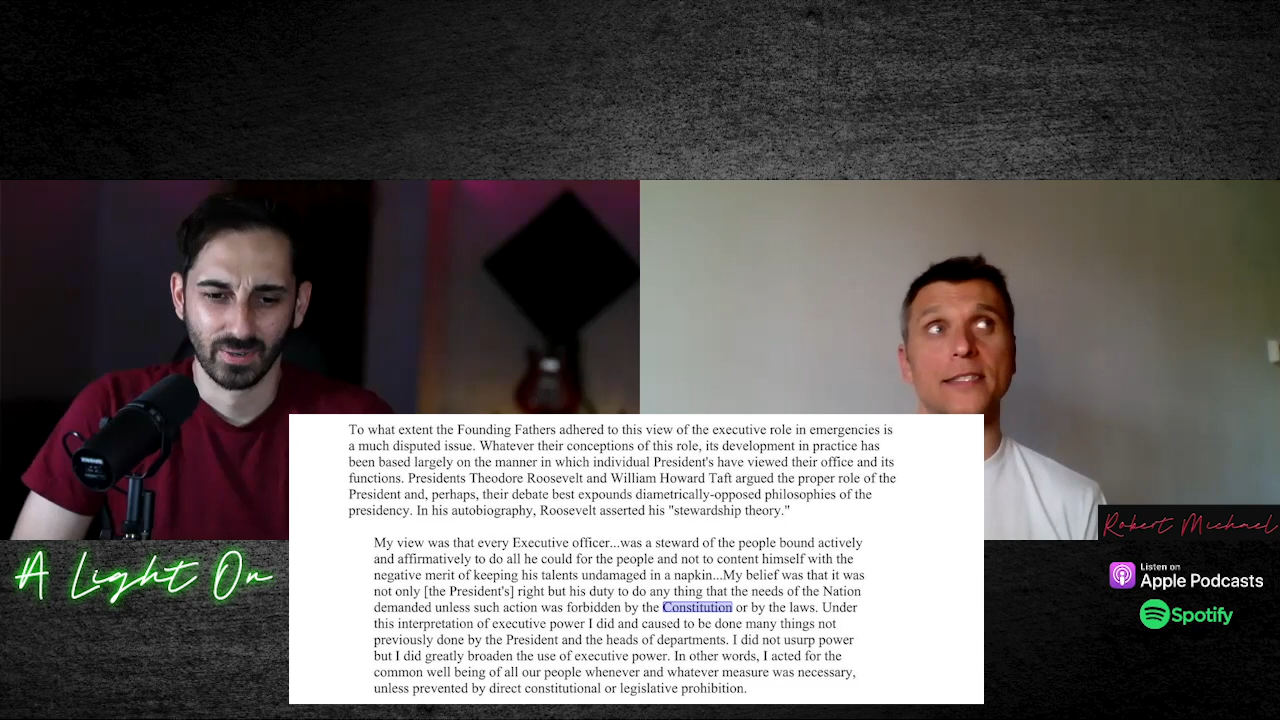 To what extent the Founding Fathers adhered to this view of the executive role in emergencies is
a much disputed issue. Whatever their conceptions of this role, its development in practice has
been based largely on the manner in which individual President's have viewed their office and its
functions. Presidents Theodore Roosevelt and William Howard Taft argued the proper role of the
President and, perhaps, their debate best expounds diametrically-opposed philosophies of the
presidency. In his autobiography, Roosevelt asserted his "stewardship theory."
My view was that every Executive officer...was a steward of the people bound actively
and affirmatively to do all he could for the people and not to content himself with the
negative merit of keeping his talents undamaged in a napkin...My belief was that it was
not only [the President's] right but his duty to do any thing that the needs of the Nation
demanded unless such action was forbidden by the Constitution or by the laws. Under
this interpretation of executive power I did and caused to be done many things not
previously done by the President and the heads of departments. I did not usurp power
but I did greatly broaden the use of executive power. In other words, I acted for the
common well being of all our people whenever and whatever measure was necessary,
unless prevented by direct constitutional or legislative prohibition.
A Light On
Robert Michael
Listen on
Apple Podcasts
Spotify